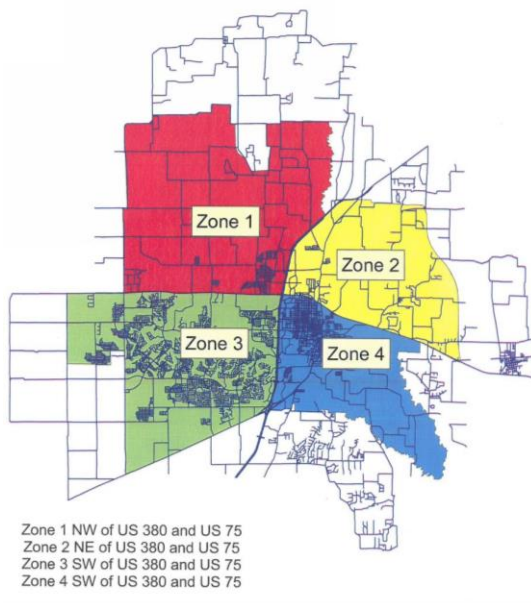 Zone 1
Zone 2
Zone 3
Zone 4
Zone 1 NW of US 380 and US 75
Zone 2 NE of US 380 and US 75
Zone 3 SW of US 380 and US 75
Zone 4 SW of US 380 and US 75